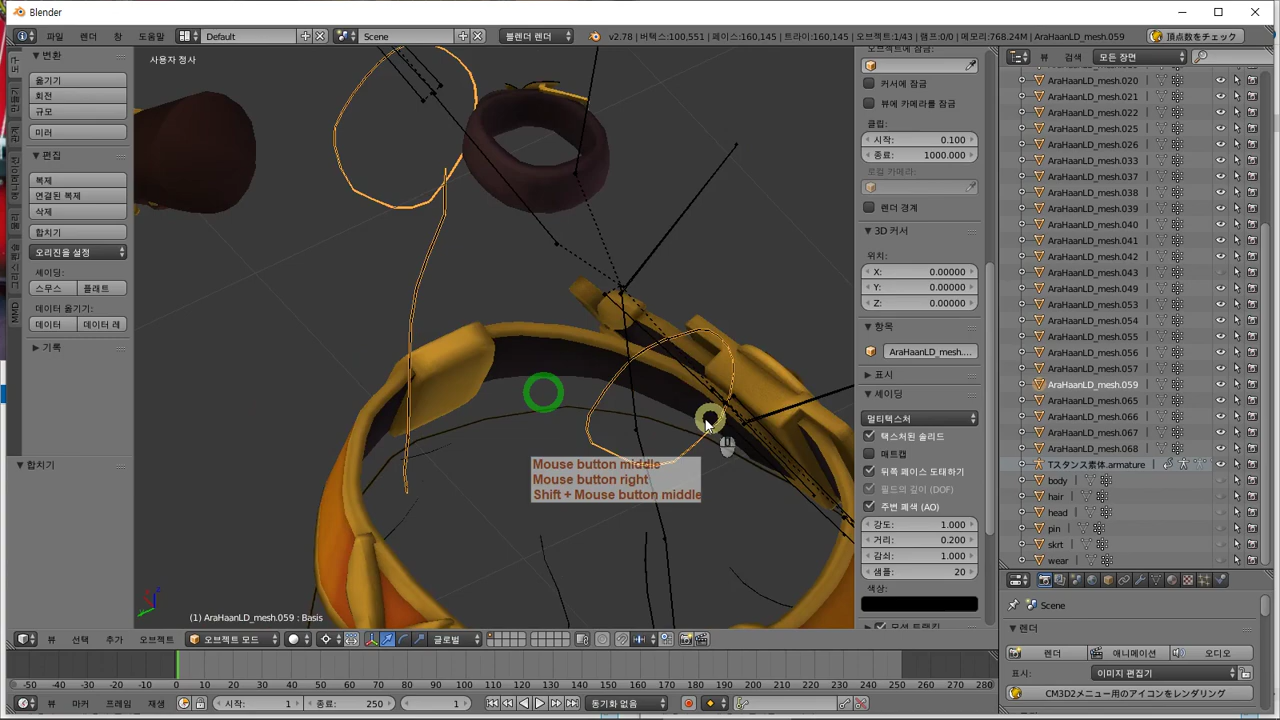 Blender
파일
렌더
창
도움말
Default
Scene
블렌더 렌더
v2.78 | 버텍스:100,551 | 페이스:160,145 | 트라이:160,145 | 오브젝트:1/43 | 램프:0/0 | 메모리:768.24M | AraHaanLD_mesh.059
頂点数をチェック
변환
옮기기
회전
규모
미러
편집
복제
연결된 복제
삭제
합치기
오리진을 설정
셰이딩:
스무스
플래트
데이터 옮기기:
데이터
데이터 레
기록
MMD
합치기
사용자 정사
Mouse button middle
Mouse button right
Shift + Mouse button middle
(1) AraHaanLD_mesh.059 : Basis
커서에 잠금
뷰에 카메라를 잠금
클립:
시작: 0.100
종료: 1000.000
로컬 카메라:
렌더 경계
3D 커서
위치:
X: 0.00000
Y: 0.00000
Z: 0.00000
항목
AraHaanLD_mesh....
표시
셰이딩
멀티텍스처
텍스처된 솔리드
매트캡
뒤쪽 페이스 도태하기
필드의 깊이 (DOF)
주변 폐색 (AO)
강도: 1.000
거리: 0.200
감쇠: 1.000
샘플: 20
색상:
뷰
검색
모든 장면
AraHaanLD_mesh.020
AraHaanLD_mesh.021
AraHaanLD_mesh.022
AraHaanLD_mesh.025
AraHaanLD_mesh.026
AraHaanLD_mesh.033
AraHaanLD_mesh.037
AraHaanLD_mesh.038
AraHaanLD_mesh.039
AraHaanLD_mesh.040
AraHaanLD_mesh.041
AraHaanLD_mesh.042
AraHaanLD_mesh.043
AraHaanLD_mesh.049
AraHaanLD_mesh.053
AraHaanLD_mesh.054
AraHaanLD_mesh.055
AraHaanLD_mesh.056
AraHaanLD_mesh.057
AraHaanLD_mesh.059
AraHaanLD_mesh.065
AraHaanLD_mesh.066
AraHaanLD_mesh.067
AraHaanLD_mesh.068
Tスタンス素体.armature
body
hair
head
pin
skrt
wear
Scene
렌더
렌더
애니메이션
오디오
표시:
이미지 편집기
CM3D2メニュー用のアイコンをレンダリング
뷰
선택
추가
오브젝트
오브젝트 모드
글로벌
-50 -40 -30 -20 -10 0 10 20 30 40 50 60 70 80 90 100 110 120 130 140 150 160 170 180 190 200 210 220 230 240 250 260 270 280
뷰
마커
프레임
재생
시작: 1
종료: 250
1
동기화 없음